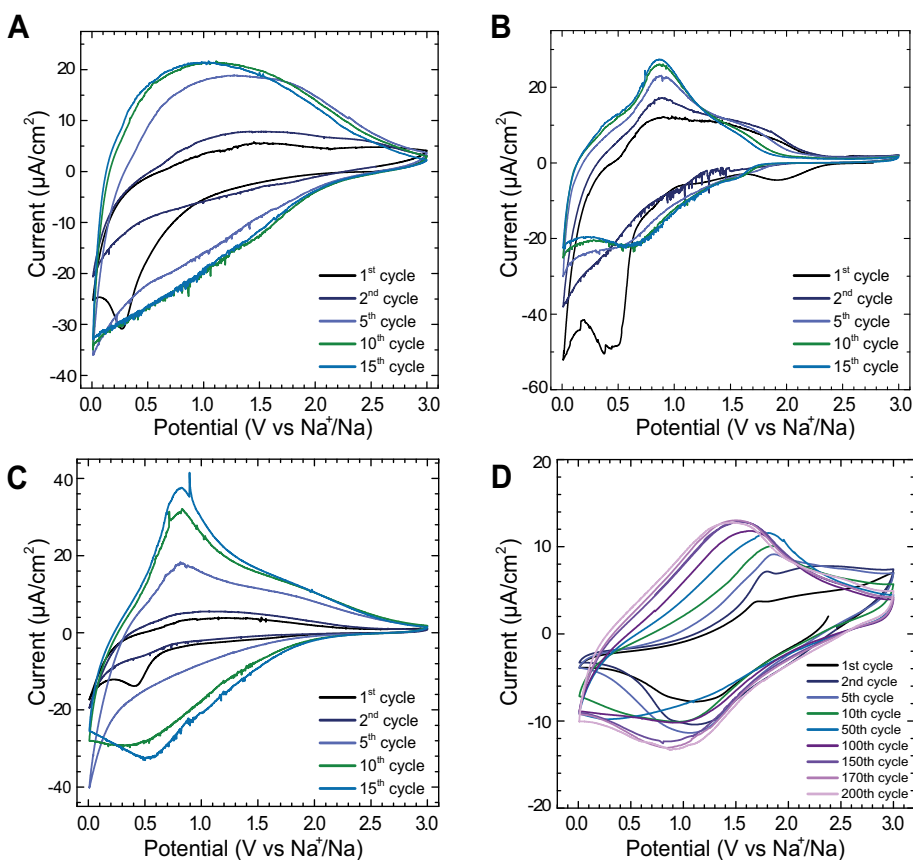 A
Current (µA/cm²)
20
10
0
-10
-20
-30
-40
0.0 0.5 1.0 1.5 2.0 2.5 3.0
Potential (V vs Na⁺/Na)
1ˢᵗ cycle
2ⁿᵈ cycle
5ᵗʰ cycle
10ᵗʰ cycle
15ᵗʰ cycle
B
Current (µA/cm²)
40
20
0
-20
-40
-60
0.0 0.5 1.0 1.5 2.0 2.5 3.0
Potential (V vs Na⁺/Na)
1ˢᵗ cycle
2ⁿᵈ cycle
5ᵗʰ cycle
10ᵗʰ cycle
15ᵗʰ cycle
C
Current (µA/cm²)
40
20
0
-20
-40
0.0 0.5 1.0 1.5 2.0 2.5 3.0
Potential (V vs Na⁺/Na)
1ˢᵗ cycle
2ⁿᵈ cycle
5ᵗʰ cycle
10ᵗʰ cycle
15ᵗʰ cycle
D
Current (µA/cm²)
20
10
0
-10
-20
0.0 0.5 1.0 1.5 2.0 2.5 3.0
Potential (V vs Na⁺/Na)
1st cycle
2nd cycle
5th cycle
10th cycle
50th cycle
100th cycle
150th cycle
170th cycle
200th cycle